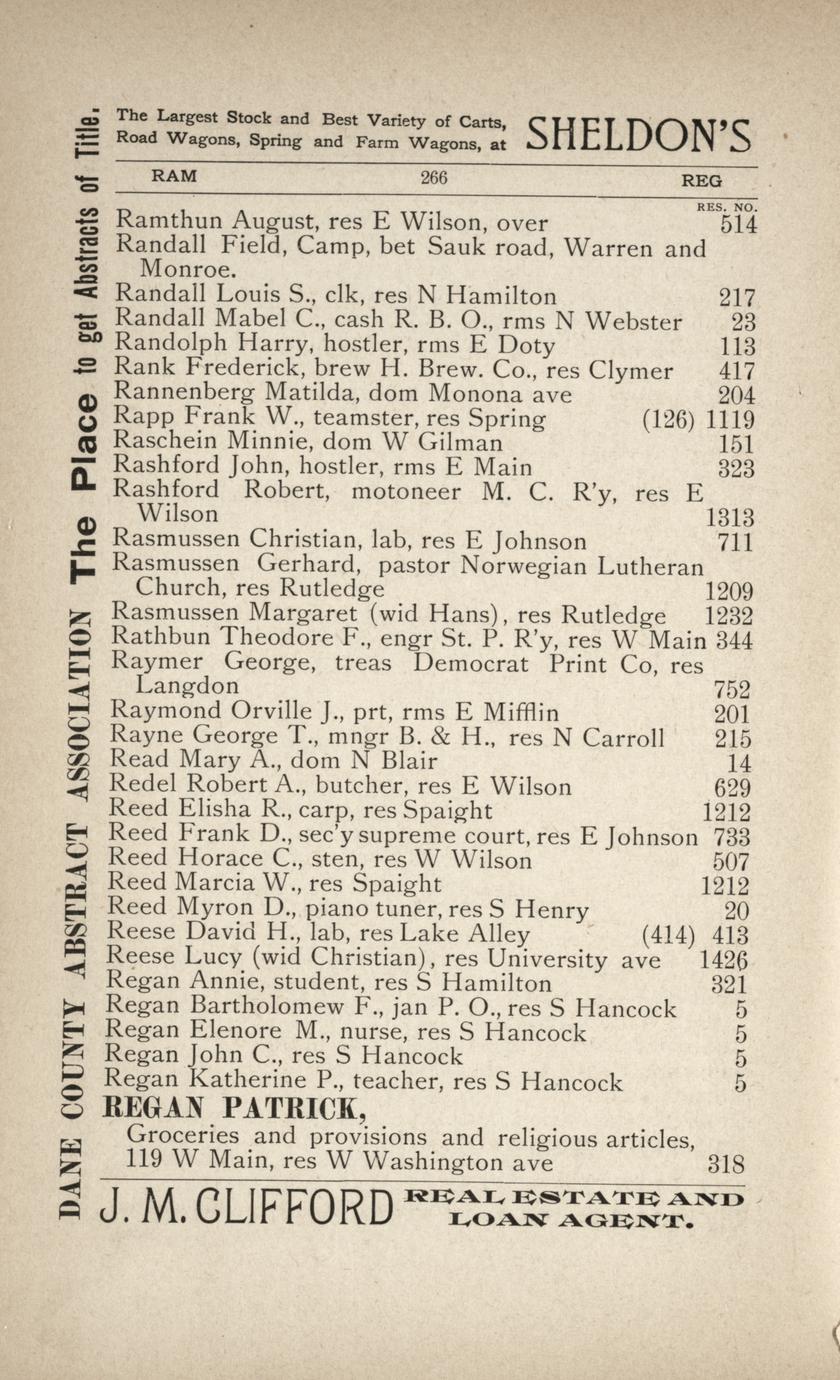 The Largest Stock and Best Variety of Carts,
Road Wagons, Spring and Farm Wagons, at
SHELDON'S
RAM 266 REG
RES. NO.
Ramthun August, res E Wilson, over 514
Randall Field, Camp, bet Sauk road, Warren and
Monroe.
Randall Louis S., clk, res N Hamilton 217
Randall Mabel C., cash R. B. O., rms N Webster 23
Randolph Harry, hostler, rms E Doty 113
Rank Frederick, brew H. Brew. Co., res Clymer 417
Rannenberg Matilda, dom Monona ave 204
Rapp Frank W., teamster, res Spring (126) 1119
Raschein Minnie, dom W Gilman 151
Rashford John, hostler, rms E Main 323
Rashford Robert, motoneer M. C. R'y, res E
Wilson 1313
Rasmussen Christian, lab, res E Johnson 711
Rasmussen Gerhard, pastor Norwegian Lutheran
Church, res Rutledge 1209
Rasmussen Margaret (wid Hans), res Rutledge 1232
Rathbun Theodore F., engr St. P. R'y, res W Main 344
Raymer George, treas Democrat Print Co, res
Langdon 752
Raymond Orville J., prt, rms E Mifflin 201
Rayne George T., mngr B. & H., res N Carroll 215
Read Mary A., dom N Blair 14
Redel Robert A., butcher, res E Wilson 629
Reed Elisha R., carp, res Spaight 1212
Reed Frank D., sec'y supreme court, res E Johnson 733
Reed Horace C., sten, res W Wilson 507
Reed Marcia W., res Spaight 1212
Reed Myron D., piano tuner, res S Henry 20
Reese David H., lab, res Lake Alley (414) 413
Reese Lucy (wid Christian), res University ave 1426
Regan Annie, student, res S Hamilton 321
Regan Bartholomew F., jan P. O., res S Hancock 5
Regan Elenore M., nurse, res S Hancock 5
Regan John C., res S Hancock 5
Regan Katherine P., teacher, res S Hancock 5
REGAN PATRICK,
Groceries and provisions and religious articles,
119 W Main, res W Washington ave 318
J. M. CLIFFORD
REAL ESTATE AND
LOAN AGENT.
DANE COUNTY ABSTRACT ASSOCIATION The Place to get Abstracts of Title.